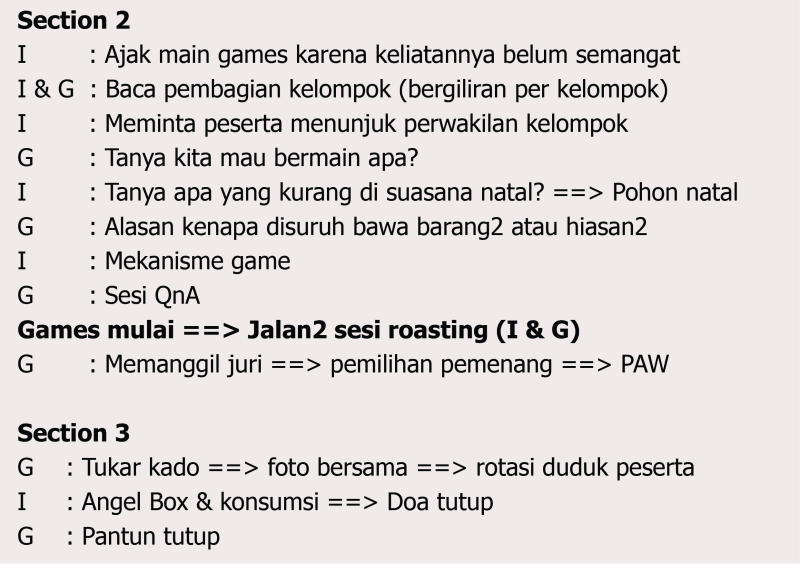 Section 2
I : Ajak main games karena keliatannya belum semangat
I & G : Baca pembagian kelompok (bergiliran per kelompok)
I : Meminta peserta menunjuk perwakilan kelompok
G : Tanya kita mau bermain apa?
I : Tanya apa yang kurang di suasana natal? ==> Pohon natal
G : Alasan kenapa disuruh bawa barang2 atau hiasan2
I : Mekanisme game
G : Sesi QnA
Games mulai ==> Jalan2 sesi roasting (I & G)
G : Memanggil juri ==> pemilihan pemenang ==> PAW
Section 3
G : Tukar kado ==> foto bersama ==> rotasi duduk peserta
I : Angel Box & konsumsi ==> Doa tutup
G : Pantun tutup